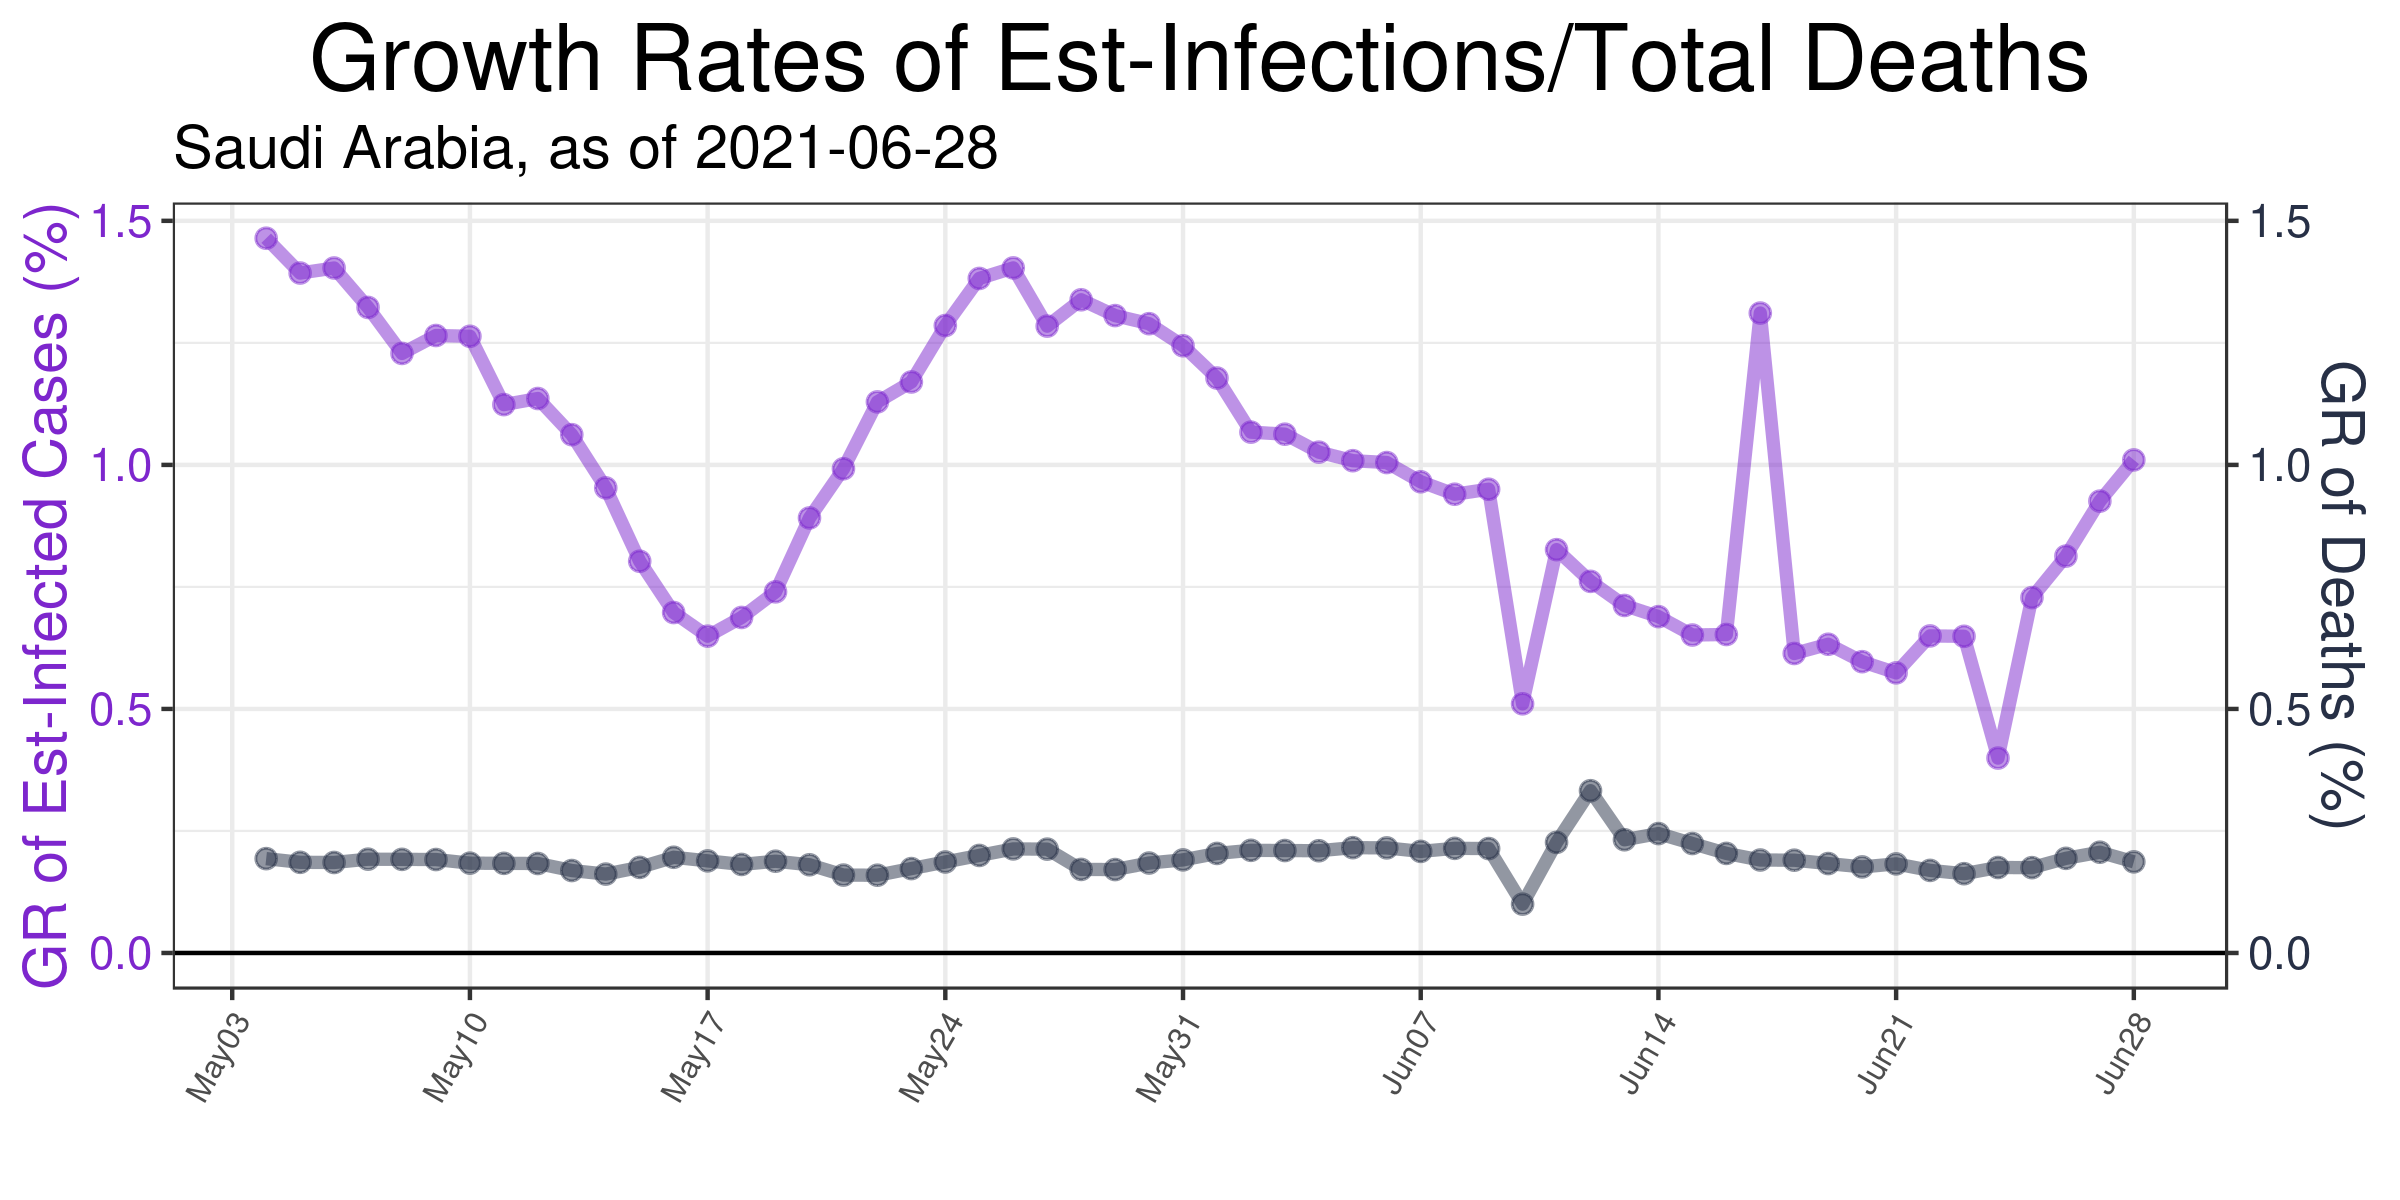 Growth Rates of Est-Infections/Total Deaths
Saudi Arabia, as of 2021-06-28
GR of Est-Infected Cases (%)
1.5
1.0
0.5
0.0
1.5
1.0
0.5
0.0
GR of Deaths (%)
May03
May10
May17
May24
May31
Jun07
Jun14
Jun21
Jun28